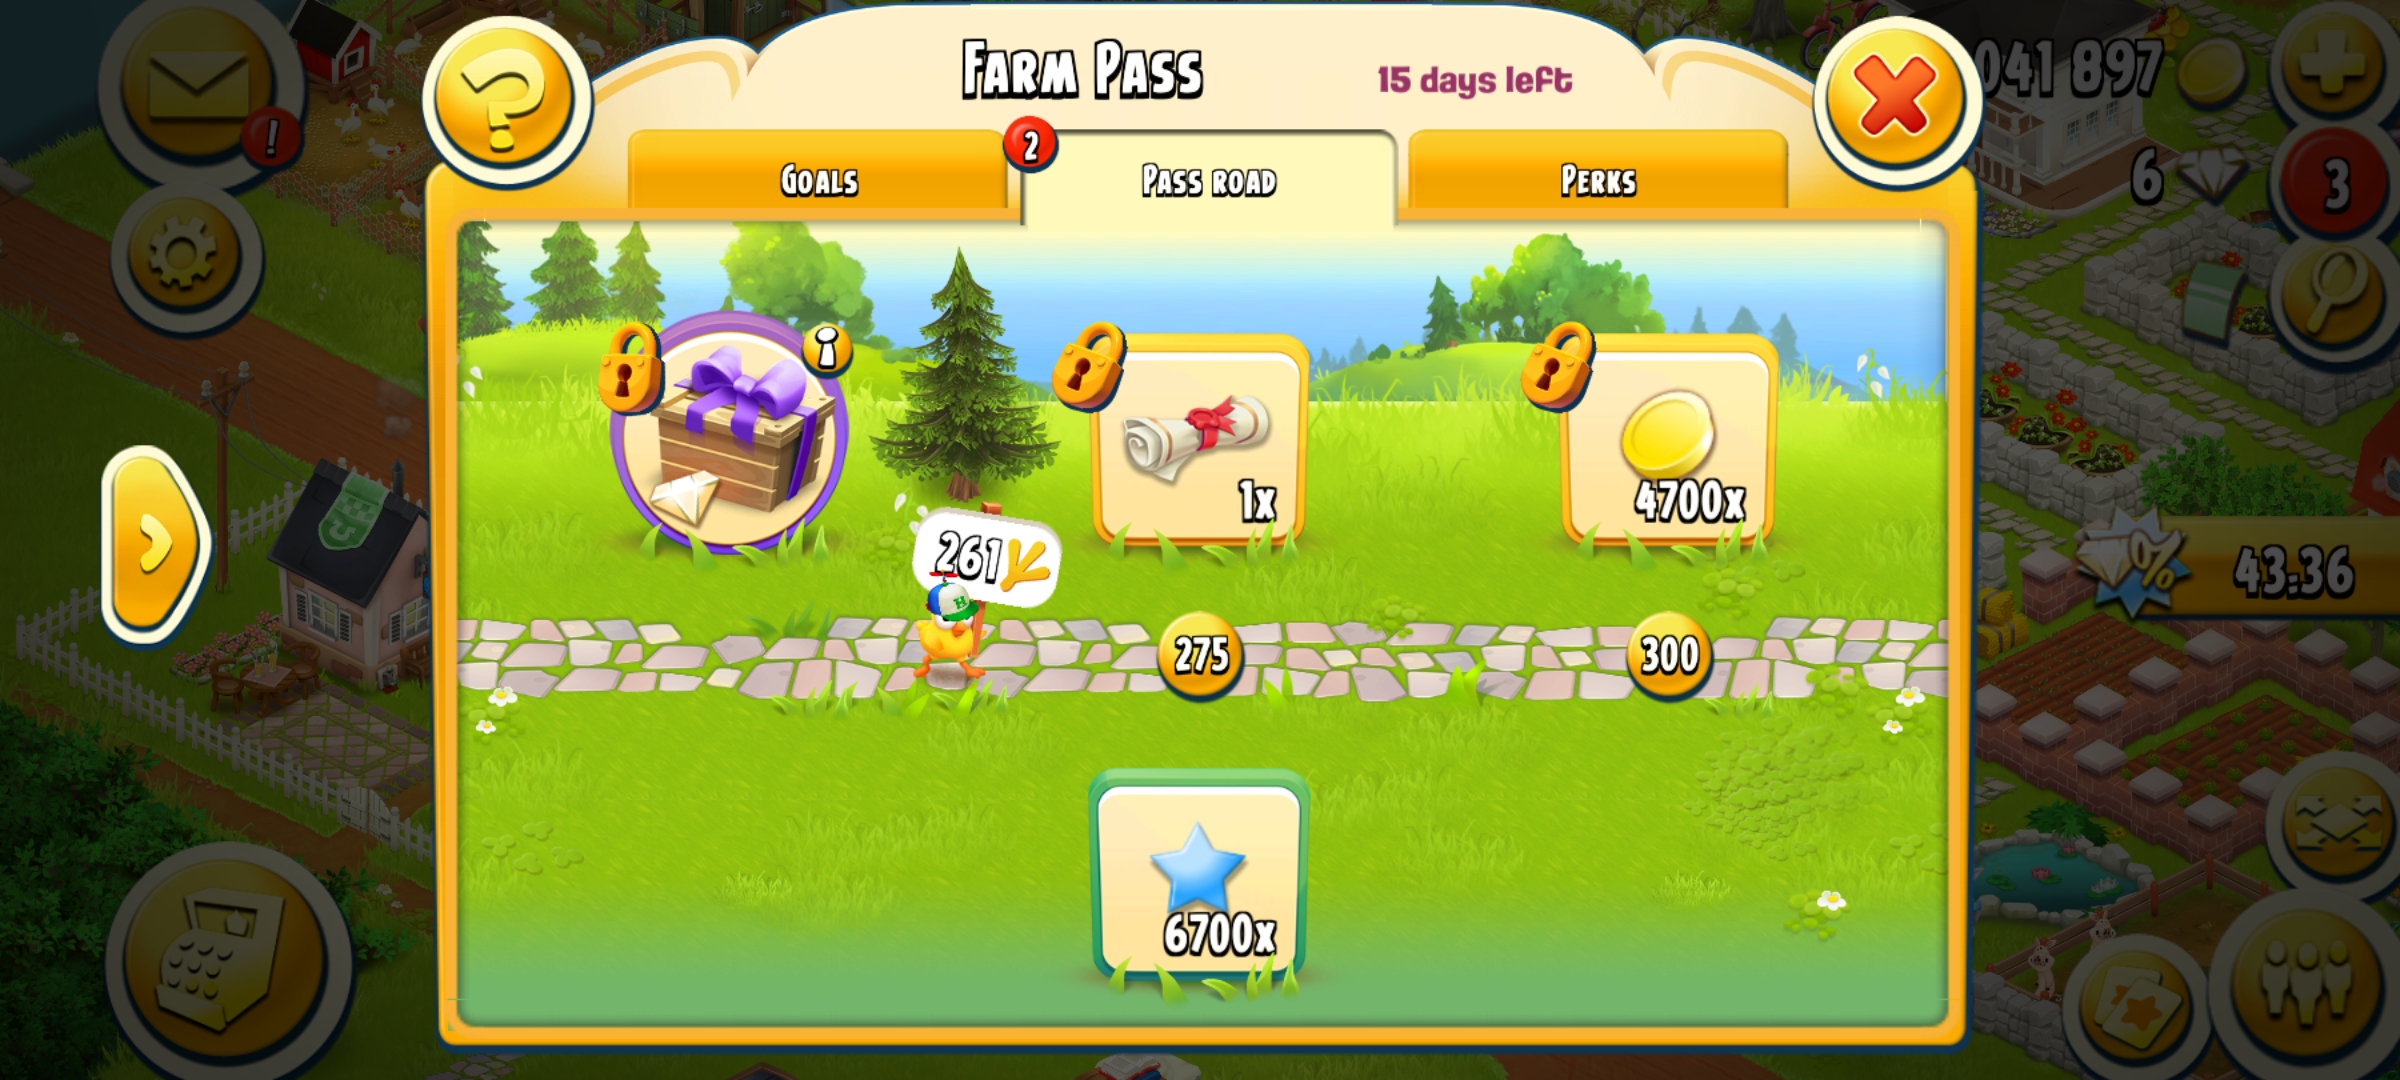 FARM PASS
15 days left
041 897
2
GOALS
PASS ROAD
PERKS
6
3
!
1x
4700x
261
H
%
43:36
275
300
6700x